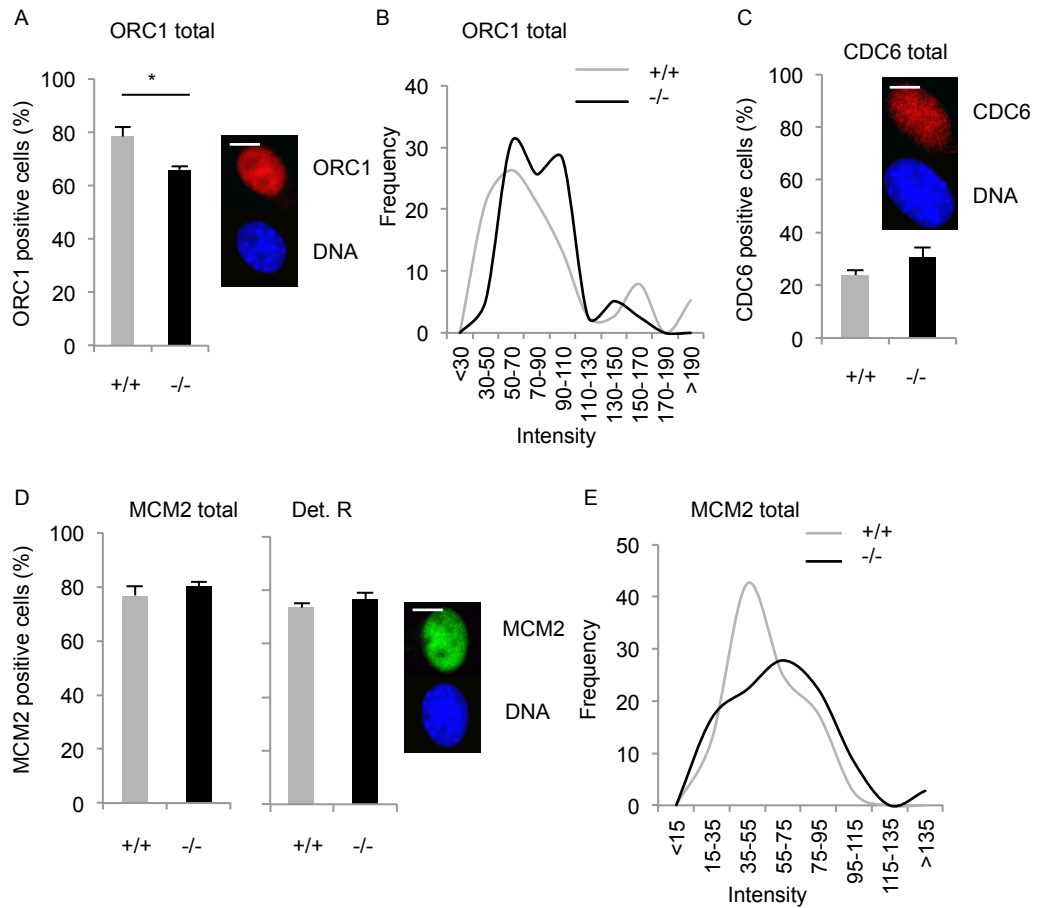 A
ORC1 total
ORC1 positive cells (%)
100
80
60
40
20
0
*
+/+
-/-
ORC1
DNA
B
ORC1 total
+/+
-/-
Frequency
40
30
20
10
0
<30
30-50
50-70
70-90
90-110
110-130
130-150
150-170
170-190
>190
Intensity
C
CDC6 total
CDC6 positive cells (%)
100
80
60
40
20
0
+/+
-/-
CDC6
DNA
D
MCM2 total
Det. R
MCM2 positive cells (%)
100
80
60
40
20
0
+/+
-/-
+/+
-/-
MCM2
DNA
E
MCM2 total
+/+
-/-
Frequency
50
40
30
20
10
0
<15
15-35
35-55
55-75
75-95
95-115
115-135
>135
Intensity